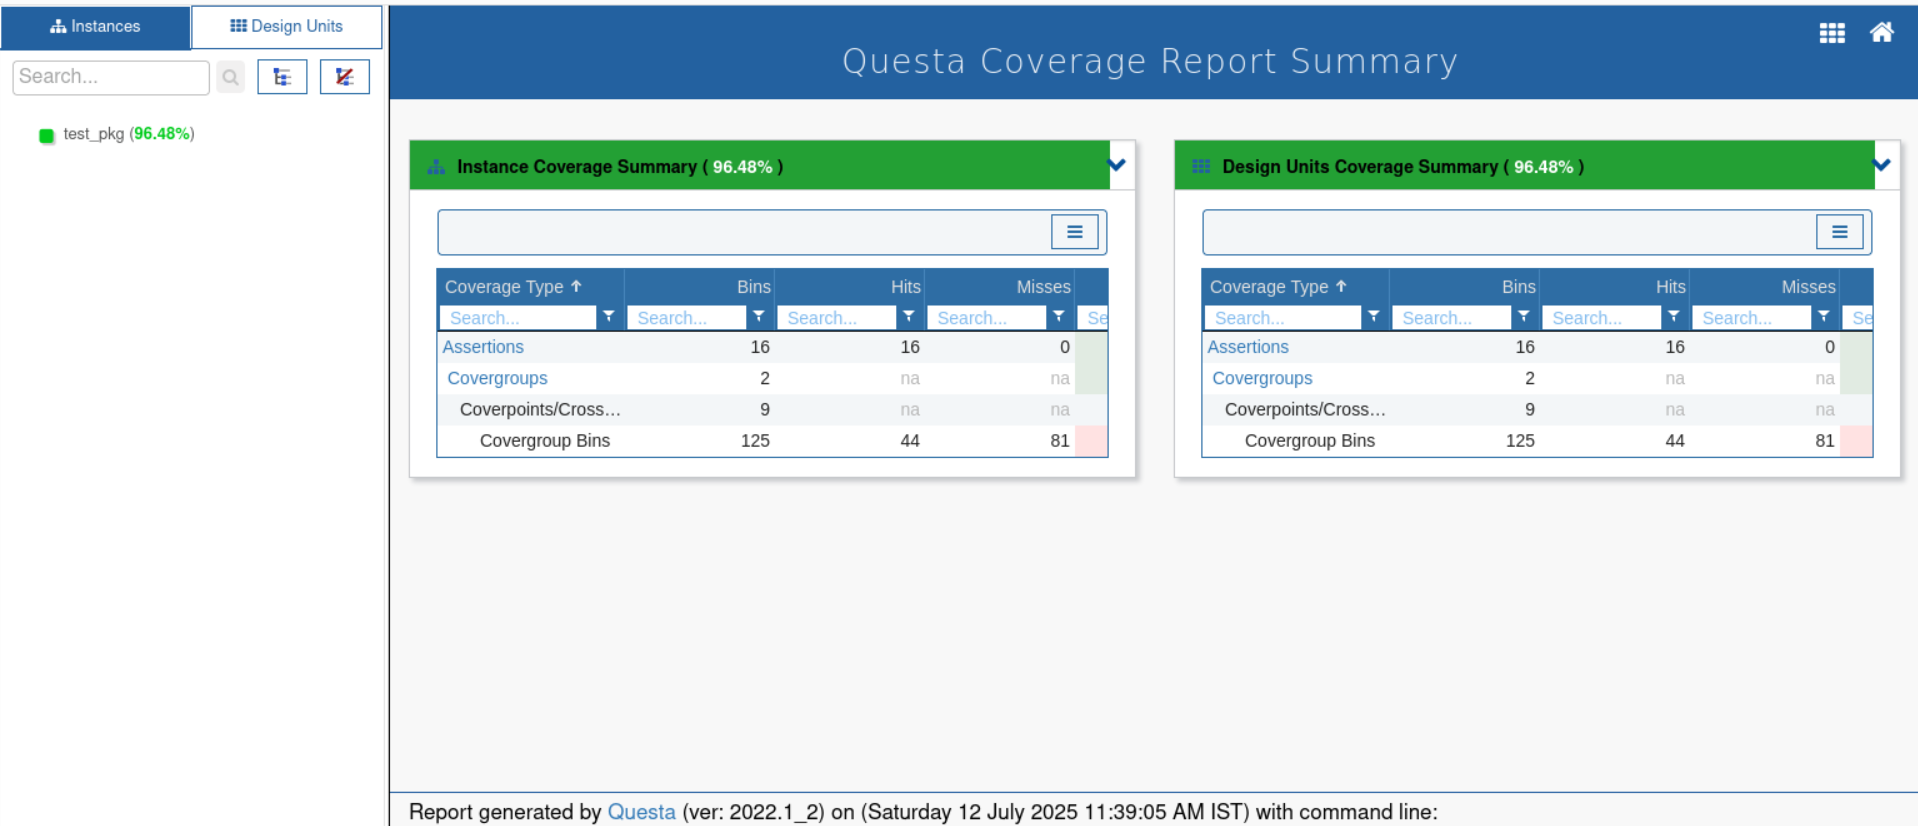 Instances
Design Units
Search...
test_pkg (96.48%)
Questa Coverage Report Summary
Instance Coverage Summary ( 96.48% )
Coverage Type Bins Hits Misses
Search... Search... Search... Search... Se
Assertions 16 16 0
Covergroups 2 na na
Coverpoints/Cross... 9 na na
Covergroup Bins 125 44 81
Design Units Coverage Summary ( 96.48% )
Coverage Type Bins Hits Misses
Search... Search... Search... Search... Se
Assertions 16 16 0
Covergroups 2 na na
Coverpoints/Cross... 9 na na
Covergroup Bins 125 44 81
Report generated by Questa (ver: 2022.1_2) on (Saturday 12 July 2025 11:39:05 AM IST) with command line: